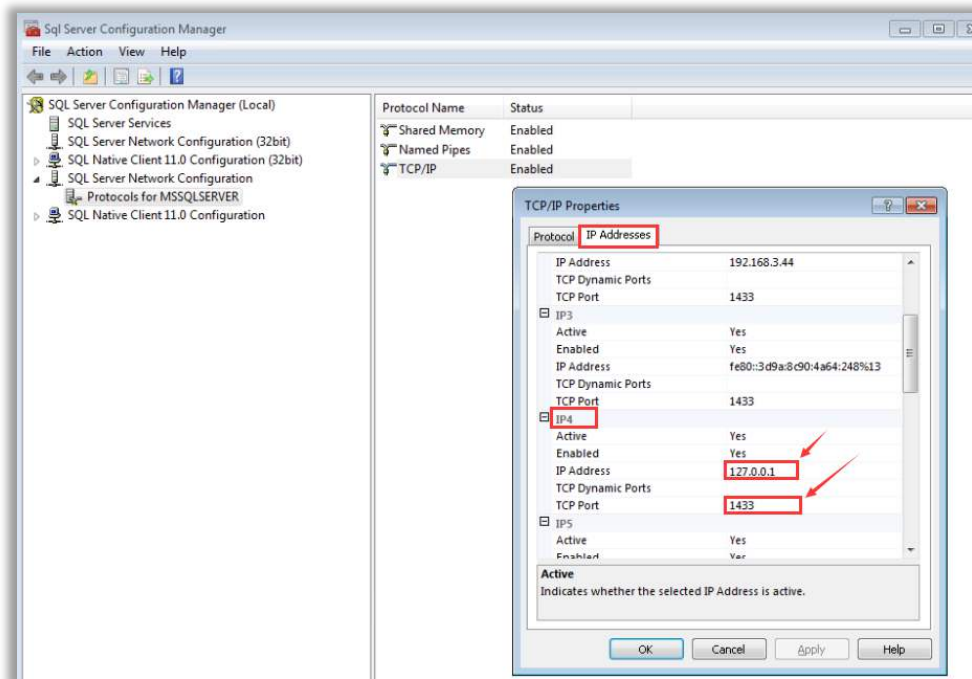 Sql Server Configuration Manager
File Action View Help
SQL Server Configuration Manager (Local)
SQL Server Services
SQL Server Network Configuration (32bit)
SQL Native Client 11.0 Configuration (32bit)
SQL Server Network Configuration
Protocols for MSSQLSERVER
SQL Native Client 11.0 Configuration
Protocol Name Status
Shared Memory Enabled
Named Pipes Enabled
TCP/IP Enabled
TCP/IP Properties
Protocol IP Addresses
IP Address 192.168.3.44
TCP Dynamic Ports
TCP Port 1433
IP3
Active Yes
Enabled Yes
IP Address fe80::3d9a:8c90:4a64:248%13
TCP Dynamic Ports
TCP Port 1433
IP4
Active Yes
Enabled Yes
IP Address 127.0.0.1
TCP Dynamic Ports
TCP Port 1433
IP5
Active Yes
Enabled Yes
Active
Indicates whether the selected IP Address is active.
OK Cancel Apply Help